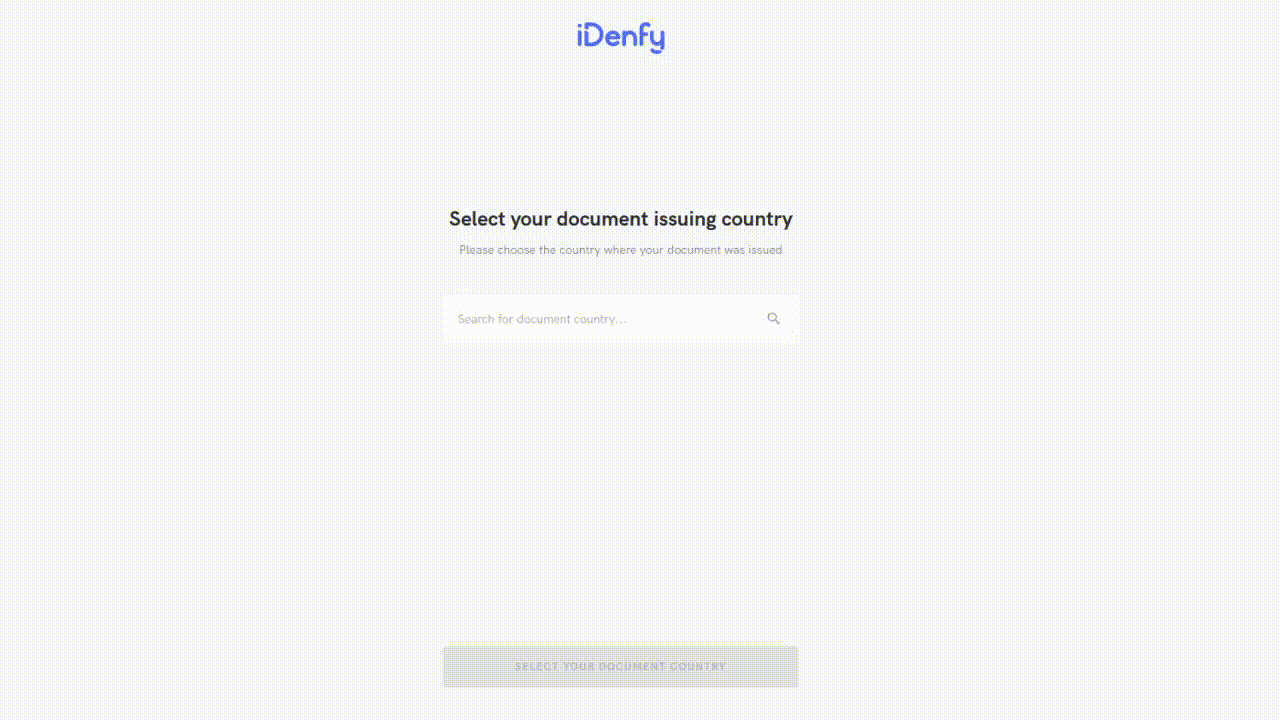 iDenfy
Select your document issuing country
Please choose the country where your document was issued
Search for document country...
SELECT YOUR DOCUMENT COUNTRY